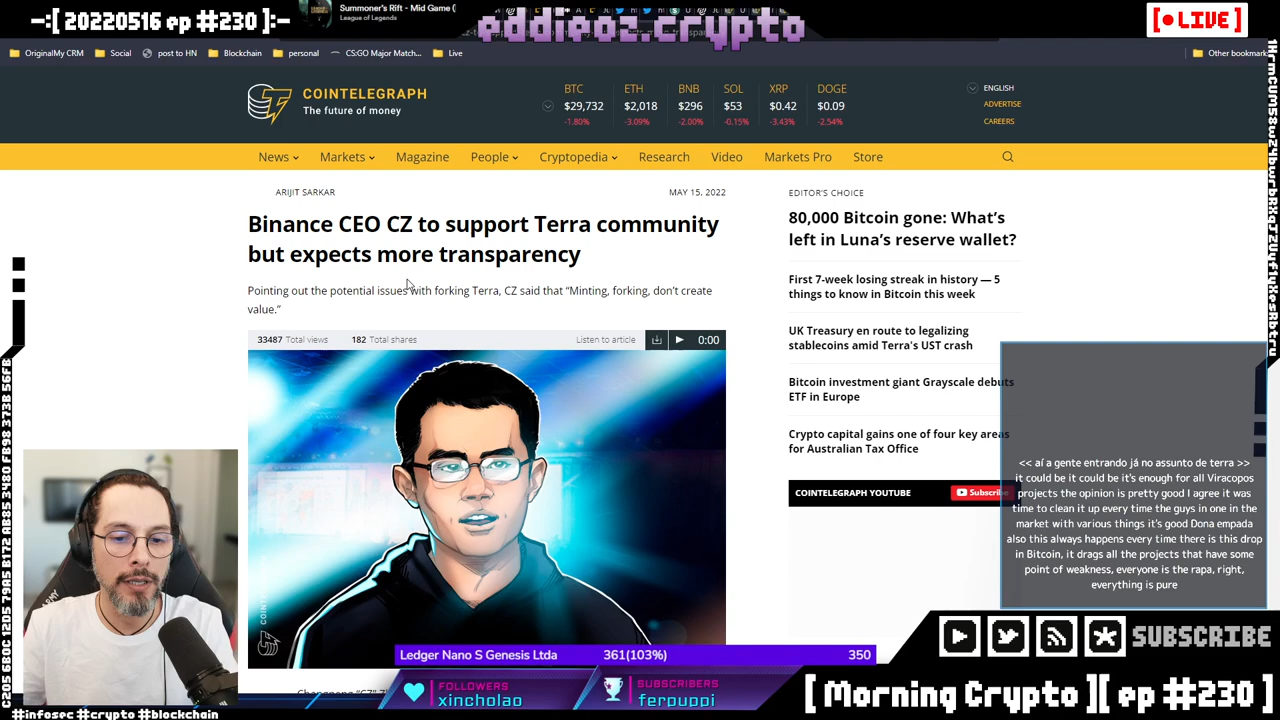 -:[ 20220516 ep #230 ]:-
Summoner's Rift - Mid Game (
League of Legends
eddieoz.crypto
[ LIVE ]
OriginalMy CRM
Social
post to HN
Blockchain
personal
CS:GO Major Match...
Live
Other bookmark
COINTELEGRAPH
The future of money
BTC ETH BNB SOL XRP DOGE
$29,732 $2,018 $296 $53 $0.42 $0.09
-1.80% -3.09% -2.00% -0.15% -3.43% -2.54%
ENGLISH
ADVERTISE
CAREERS
News Markets Magazine People Cryptopedia Research Video Markets Pro Store
ARIJIT SARKAR MAY 15, 2022
Binance CEO CZ to support Terra community
but expects more transparency
Pointing out the potential issues with forking Terra, CZ said that “Minting, forking, don’t create
value.”
33487 Total views 182 Total shares Listen to article 0:00
EDITOR'S CHOICE
80,000 Bitcoin gone: What’s
left in Luna’s reserve wallet?
First 7-week losing streak in history — 5
things to know in Bitcoin this week
UK Treasury en route to legalizing
stablecoins amid Terra's UST crash
Bitcoin investment giant Grayscale debuts
ETF in Europe
Crypto capital gains one of four key areas
for Australian Tax Office
COINTELEGRAPH YOUTUBE Subscribe
<< aí a gente entrando já no assunto de terra >>
it could be it could be it's enough for all Viracopos
projects the opinion is pretty good I agree it was
time to clean it up every time the guys in one in the
market with various things it's good Dona empada
also this always happens every time there is this drop
in Bitcoin, it drags all the projects that have some
point of weakness, everyone is the rapa, right,
everything is pure
Ledger Nano S Genesis Ltda 361(103%) 350
FOLLOWERS
xincholao
SUBSCRIBERS
ferpuppi
SUBSCRIBE
[ Morning Crypto ][ ep #230 ]
#infosec #crypto #blockchain